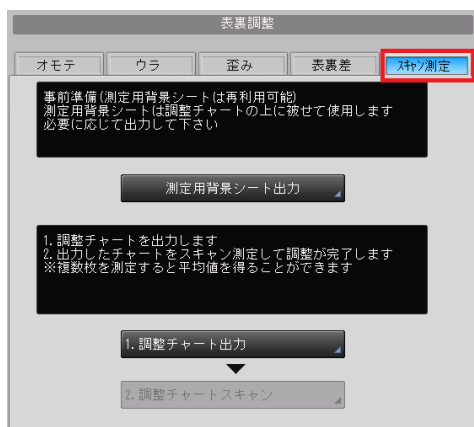 表裏調整
オモテ
ウラ
歪み
表裏差
ｽｷｬﾝ測定
事前準備(測定用背景シートは再利用可能)
測定用背景シートは調整チャートの上に被せて使用します
必要に応じて出力して下さい
測定用背景シート出力
1.調整チャートを出力します
2.出力したチャートをスキャン測定して調整が完了します
※複数枚を測定すると平均値を得ることができます
1.調整チャート出力
2.調整チャートスキャン